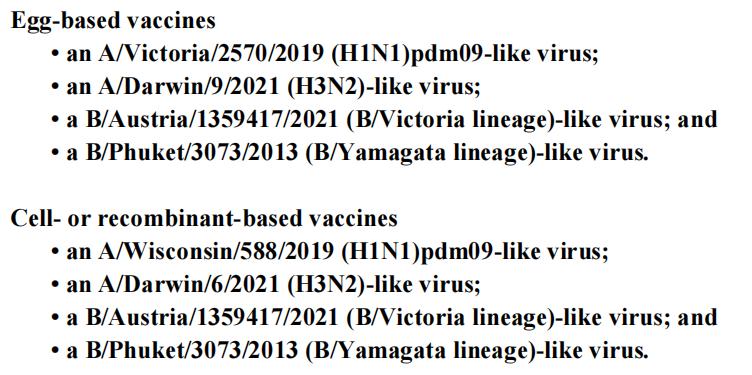 Egg-based vaccines
• an A/Victoria/2570/2019 (H1N1)pdm09-like virus;
• an A/Darwin/9/2021 (H3N2)-like virus;
• a B/Austria/1359417/2021 (B/Victoria lineage)-like virus; and
• a B/Phuket/3073/2013 (B/Yamagata lineage)-like virus.
Cell- or recombinant-based vaccines
• an A/Wisconsin/588/2019 (H1N1)pdm09-like virus;
• an A/Darwin/6/2021 (H3N2)-like virus;
• a B/Austria/1359417/2021 (B/Victoria lineage)-like virus; and
• a B/Phuket/3073/2013 (B/Yamagata lineage)-like virus.